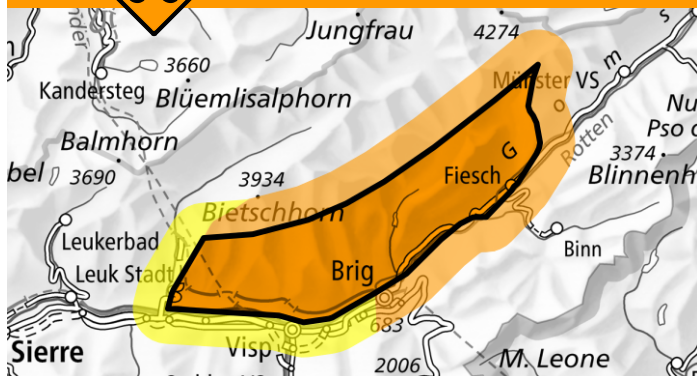 Jungfrau
4274
3660
Kandersteg
Blüemlisalphorn
Münster VS
Balmhorn
3690
3934
Bietschhorn
Fiesch
G
o
m
s
Rotten
3374
Blinnenh
Nu
Pso
bel
Leukerbad
Leuk Stadt
Binn
Brig
683
Sierre
Visp
2006
M. Leone